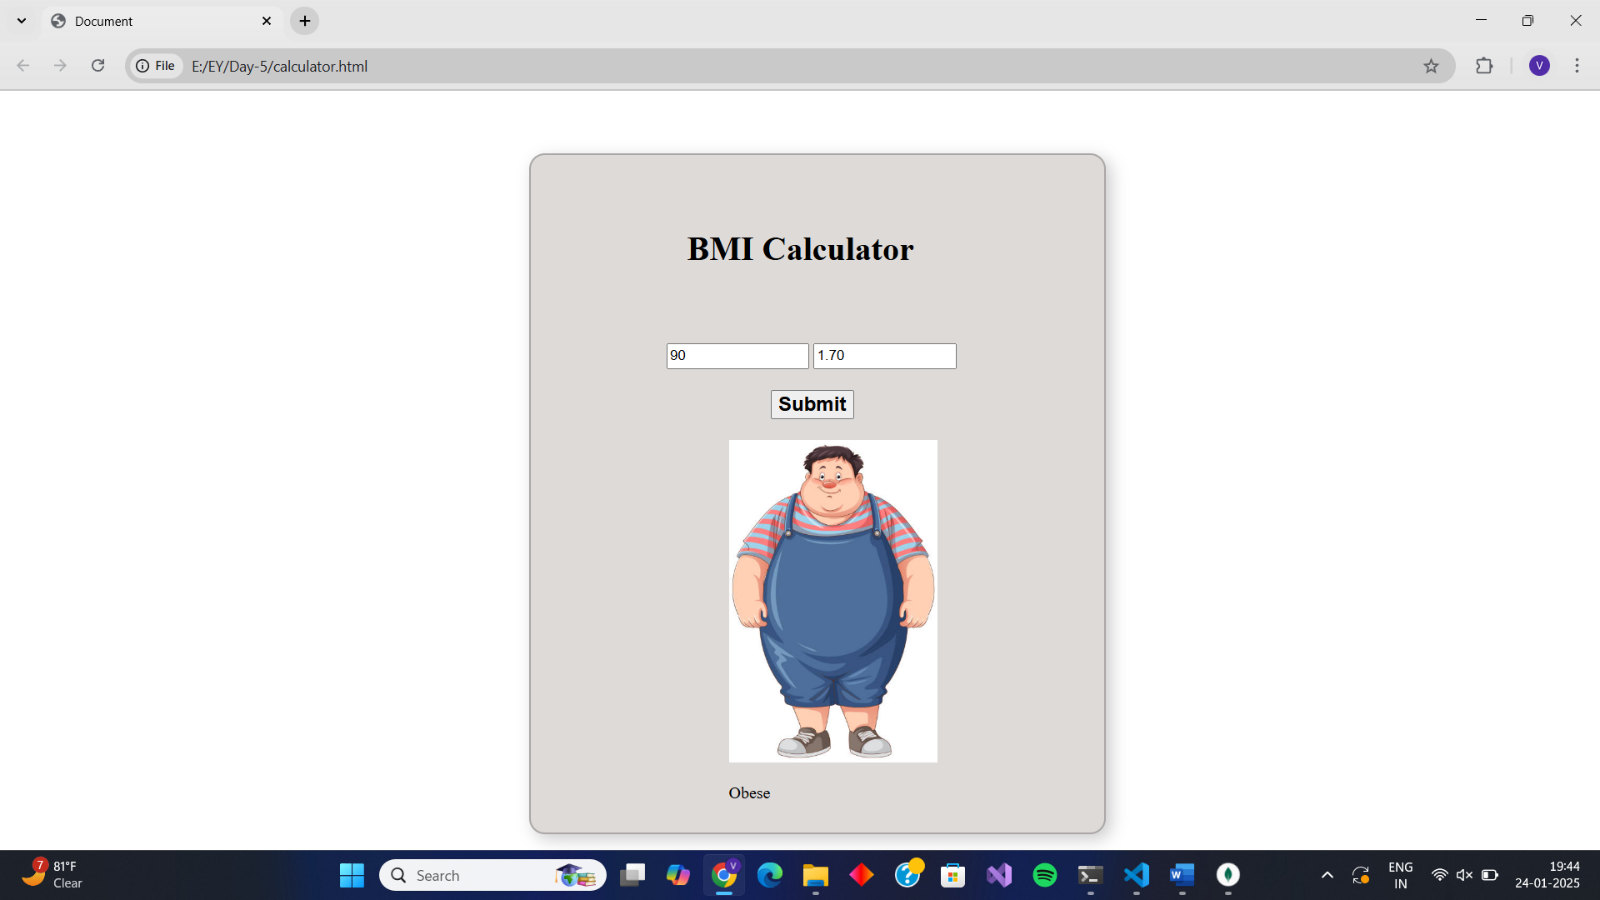 Document
File
E:/EY/Day-5/calculator.html
V
BMI Calculator
90
1.70
Submit
Obese
7
81°F
Clear
Search
V
W
?
ENG
IN
19:44
24-01-2025